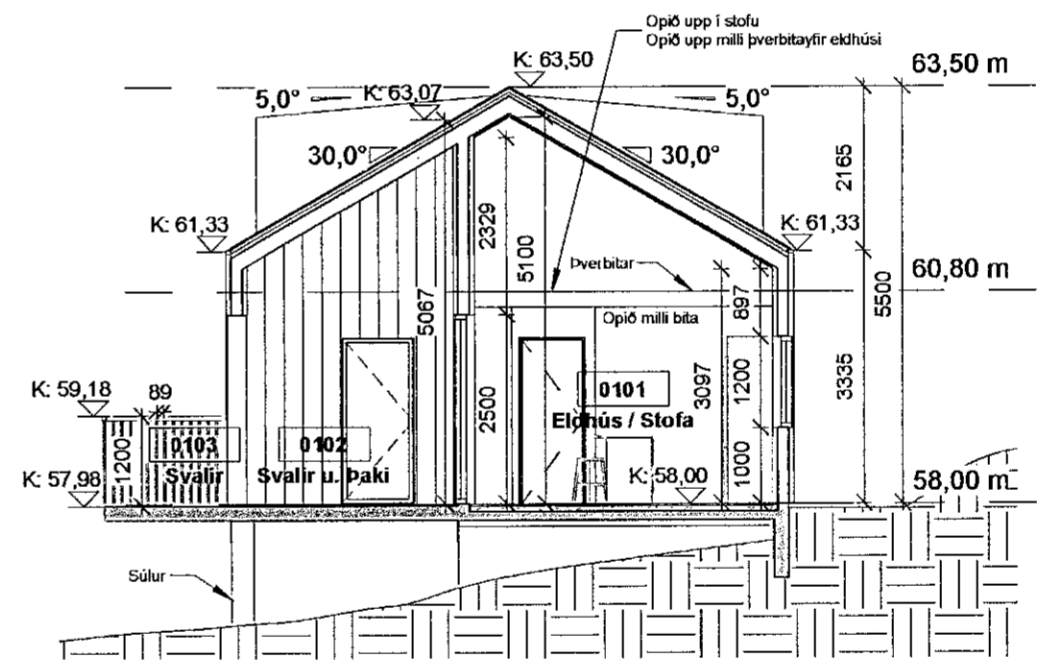 Opið upp í stofu
Opið upp milli þverbitayfir eldhúsi
K: 63,50
63,50 m
K: 63,07
5,0°
5,0°
30,0°
30,0°
2165
K: 61,33
K: 61,33
2329
5100
Þverbitar
60,80 m
5500
897
5067
Opið milli bita
3335
K: 59,18
89
0101
Eldhús / Stofa
3097
1200
2500
0103
Svalir
0102
Svalir u. Þaki
1200
K: 57,98
K: 58,00
1000
58,00 m
Súlur